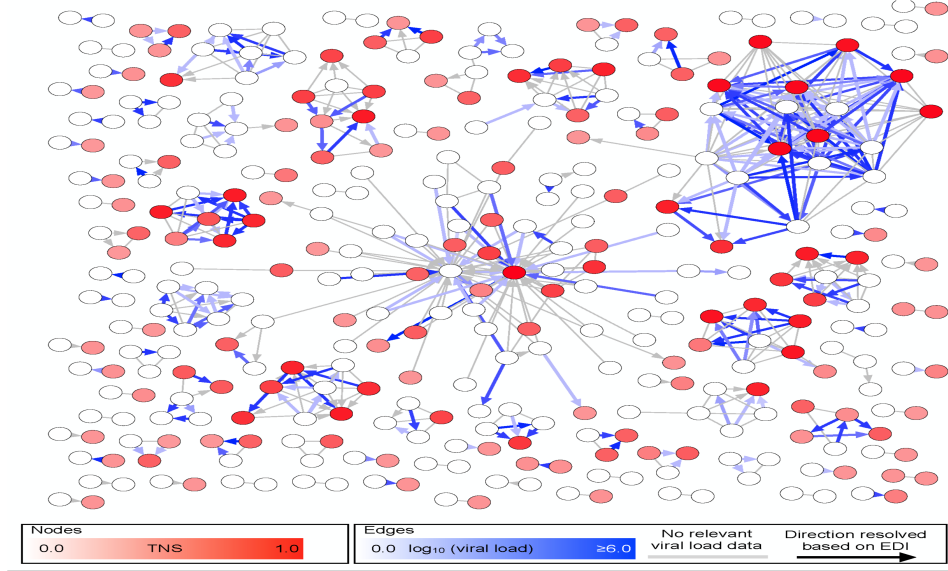 Nodes
0.0 TNS 1.0
Edges
0.0 log₁₀ (viral load) ≥6.0
No relevant
viral load data
Direction resolved
based on EDI